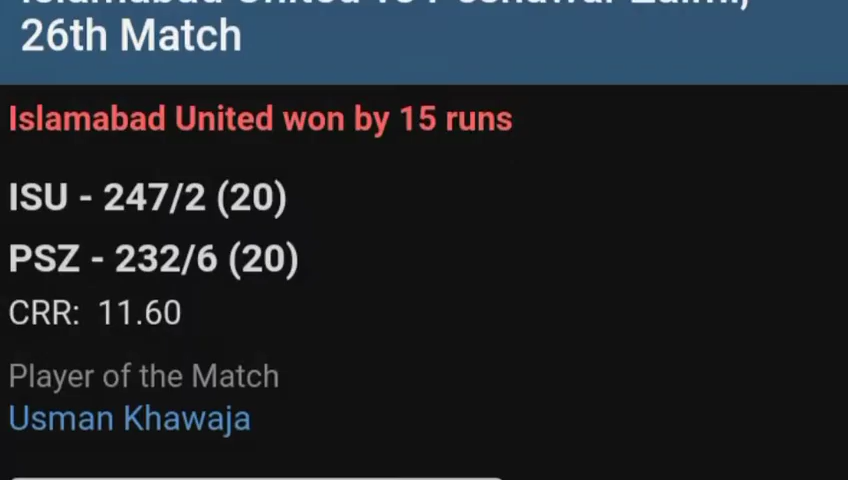 26th Match
Islamabad United won by 15 runs
ISU - 247/2 (20)
PSZ - 232/6 (20)
CRR: 11.60
Player of the Match
Usman Khawaja